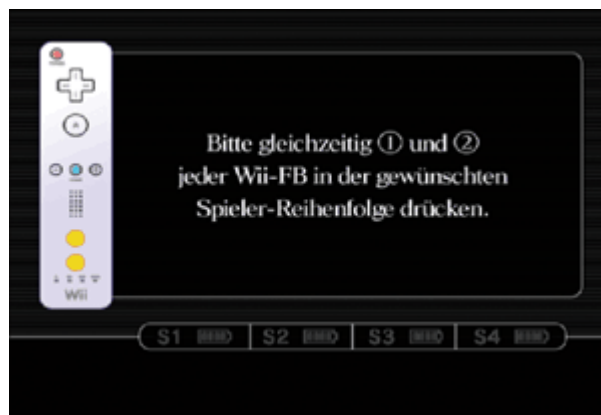 Bitte gleichzeitig ① und ②
jeder Wii-FB in der gewünschten
Spieler-Reihenfolge drücken.
Wii
S1 S2 S3 S4